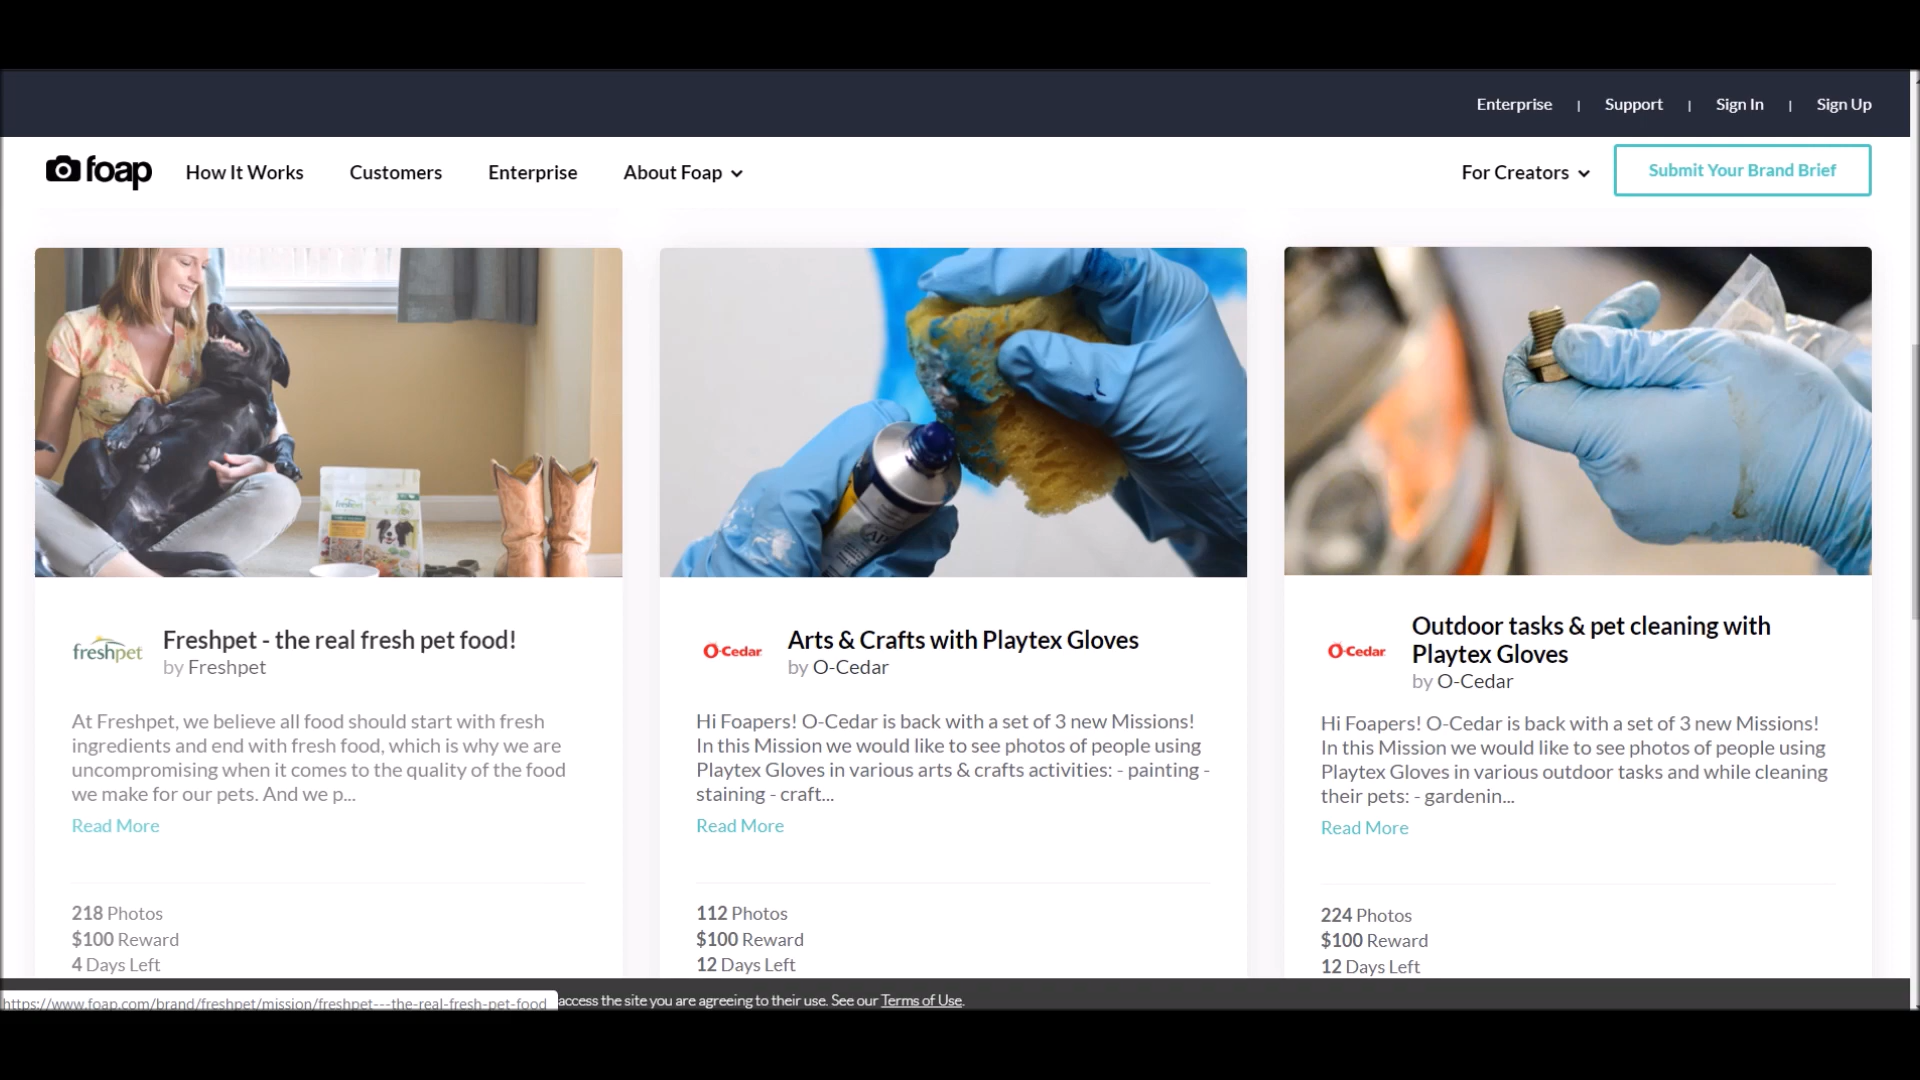 Enterprise | Support | Sign In | Sign Up
foap How It Works Customers Enterprise About Foap For Creators Submit Your Brand Brief
freshpet
Freshpet - the real fresh pet food!
by Freshpet
At Freshpet, we believe all food should start with fresh
ingredients and end with fresh food, which is why we are
uncompromising when it comes to the quality of the food
we make for our pets. And we p...
Read More
218 Photos
$100 Reward
4 Days Left
O-Cedar
Arts & Crafts with Playtex Gloves
by O-Cedar
Hi Foapers! O-Cedar is back with a set of 3 new Missions!
In this Mission we would like to see photos of people using
Playtex Gloves in various arts & crafts activities: - painting -
staining - craft...
Read More
112 Photos
$100 Reward
12 Days Left
O-Cedar
Outdoor tasks & pet cleaning with
Playtex Gloves
by O-Cedar
Hi Foapers! O-Cedar is back with a set of 3 new Missions!
In this Mission we would like to see photos of people using
Playtex Gloves in various outdoor tasks and while cleaning
their pets: - gardenin...
Read More
224 Photos
$100 Reward
12 Days Left
https://www.foap.com/brand/freshpet/mission/freshpet---the-real-fresh-pet-food access the site you are agreeing to their use. See our Terms of Use.